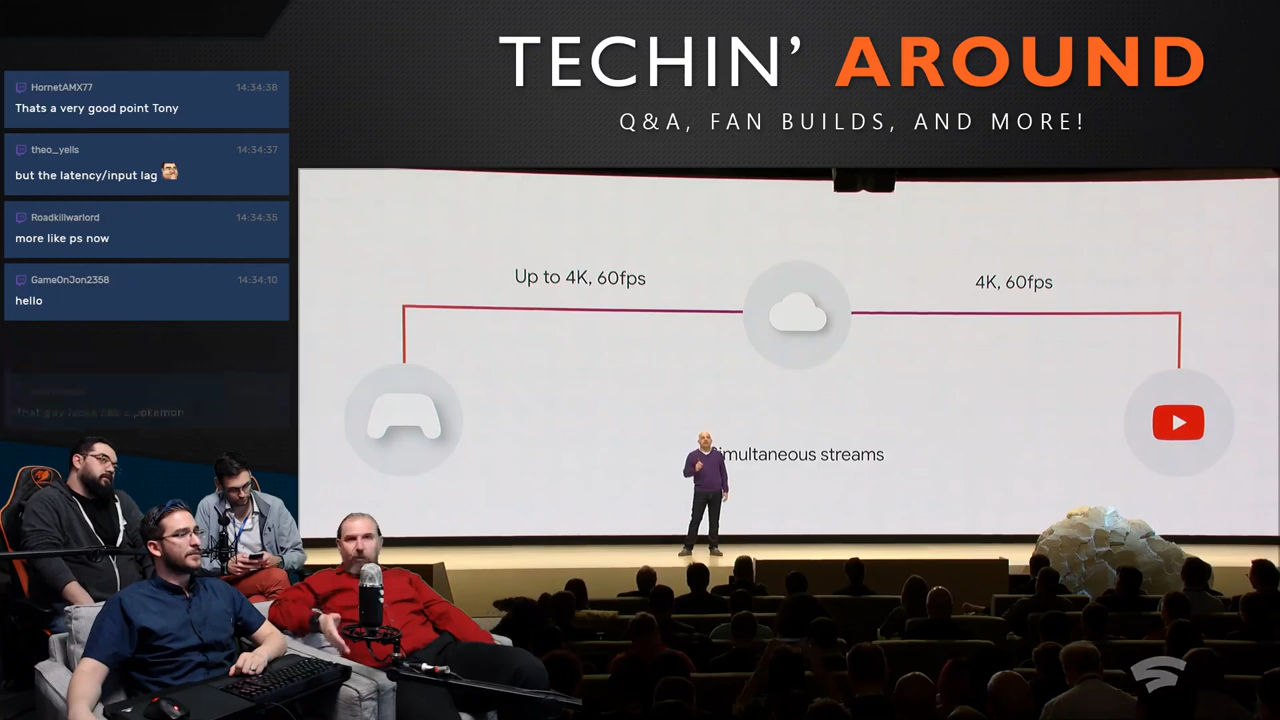 TECHIN' AROUND
Q&A, FAN BUILDS, AND MORE!
HornetAMX77 14:34:38
Thats a very good point Tony
theo_yells 14:34:37
but the latency/input lag
Roadkillwarlord 14:34:35
more like ps now
GameOnJon2358 14:34:10
hello
Up to 4K, 60fps
4K, 60fps
imultaneous streams